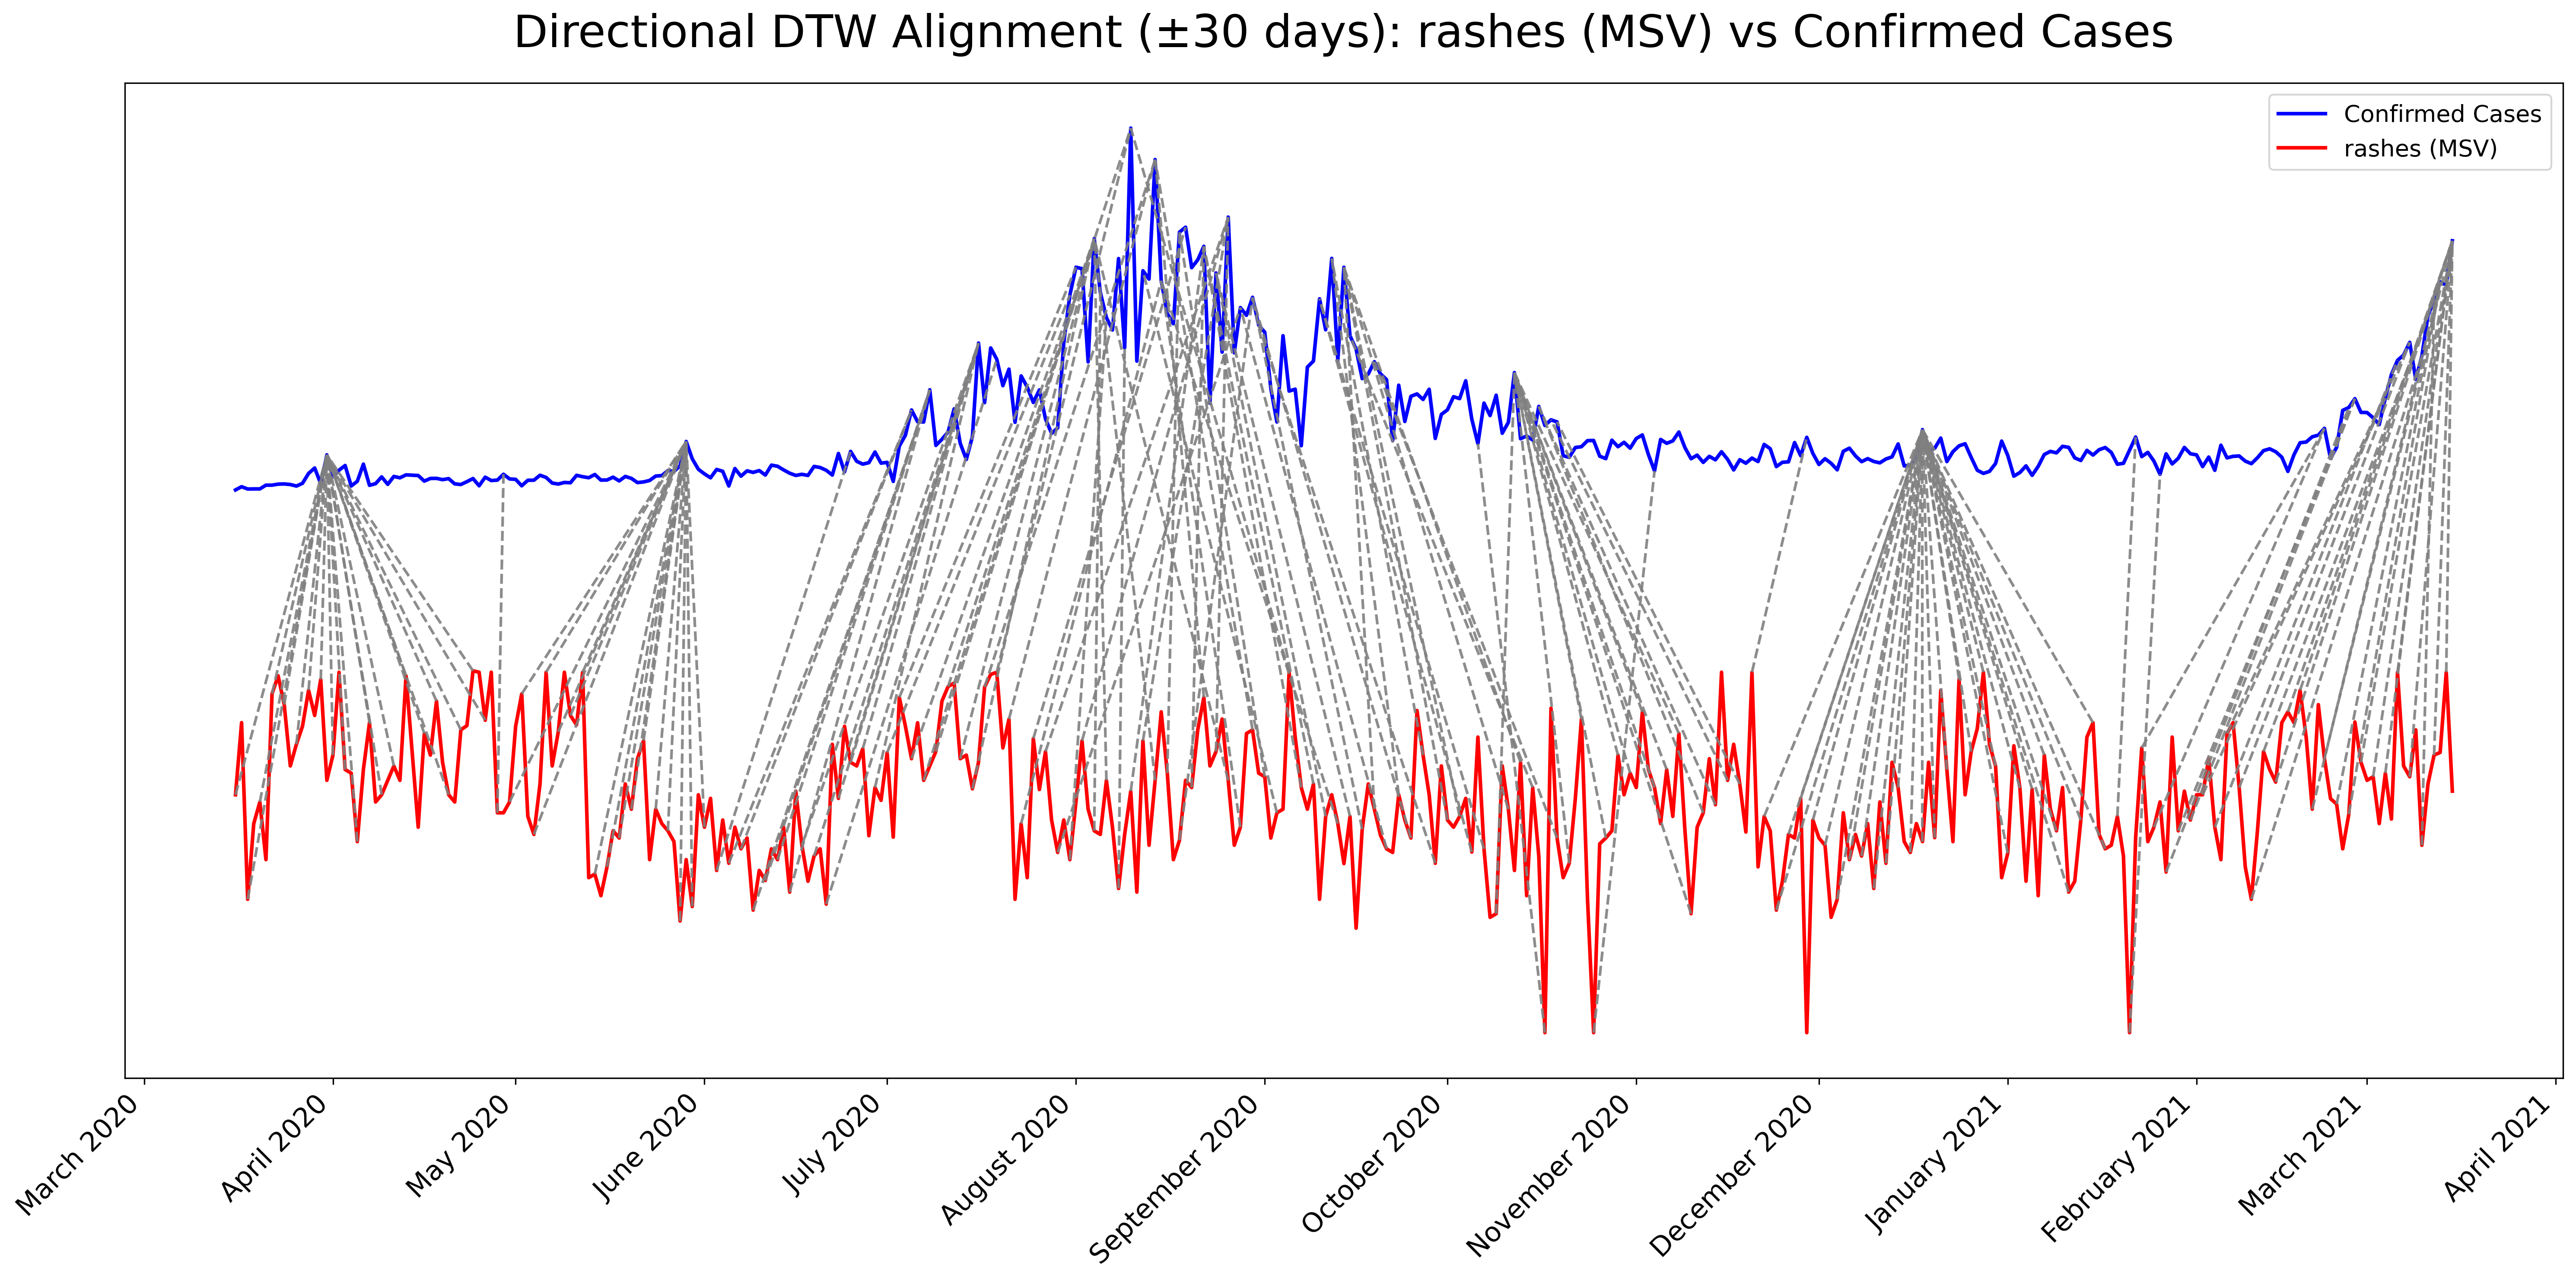 Directional DTW Alignment (±30 days): rashes (MSV) vs Confirmed Cases
Confirmed Cases
rashes (MSV)
March 2020
April 2020
May 2020
June 2020
July 2020
August 2020
September 2020
October 2020
November 2020
December 2020
January 2021
February 2021
March 2021
April 2021